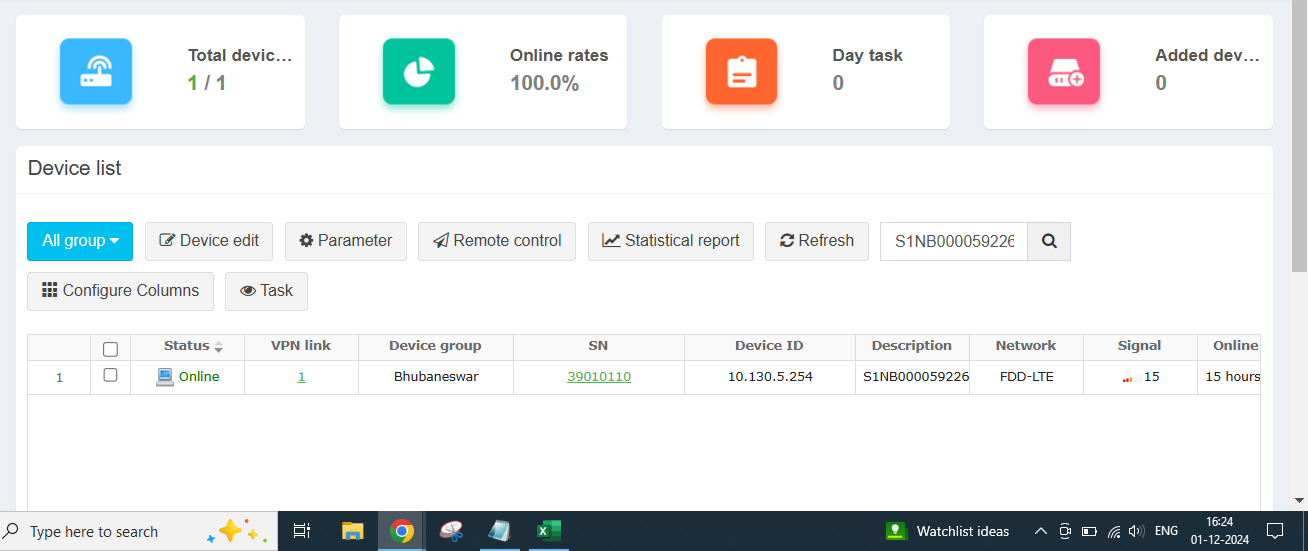 Total devic...
1 / 1
Online rates
100.0%
Day task
0
Added dev...
0
Device list
All group
Device edit
Parameter
Remote control
Statistical report
Refresh
S1NB000059226
Configure Columns
Task
Status VPN link Device group SN Device ID Description Network Signal Online
1 Online 1 Bhubaneswar 39010110 10.130.5.254 S1NB000059226 FDD-LTE 15 15 hours
Type here to search
Watchlist ideas
ENG
16:24
01-12-2024